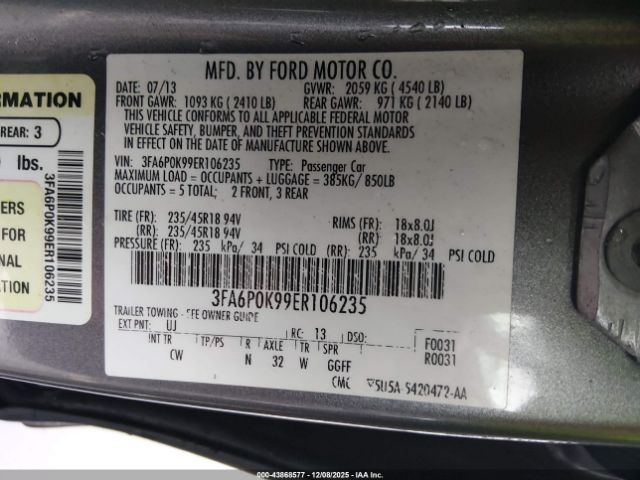 MFD. BY FORD MOTOR CO.
DATE: 07/13 GVWR: 2059 KG ( 4540 LB)
FRONT GAWR: 1093 KG ( 2410 LB) REAR GAWR: 971 KG ( 2140 LB)
THIS VEHICLE CONFORMS TO ALL APPLICABLE FEDERAL MOTOR
VEHICLE SAFETY, BUMPER, AND THEFT PREVENTION STANDARDS
IN EFFECT ON THE DATE OF MANUFACTURE SHOWN ABOVE.
VIN: 3FA6P0K99ER106235 TYPE: Passenger Car
MAXIMUM LOAD = OCCUPANTS + LUGGAGE = 385KG/ 850LB
OCCUPANTS = 5 TOTAL; 2 FRONT, 3 REAR
TIRE (FR): 235/45R18 94V RIMS (FR): 18x8.0J
(RR): 235/45R18 94V (RR): 18x8.0J
PRESSURE (FR): 235 kPa/ 34 PSI COLD (RR): 235 kPa/ 34 PSI COLD
3FA6P0K99ER106235
TRAILER TOWING - SEE OWNER GUIDE
EXT PNT: UJ RC: 13 DSO: F0031
INT TR TP/PS R AXLE TR SPR R0031
CW N 32 W GGFF
CMC 5U5A-5420472-AA
ORMATION
REAR: 3
lbs.
3FA6P0K99ER106235
ERS
FOR
NAL
ATION
OWNER: 43868577 - 12/08/2025 - IAA INC.